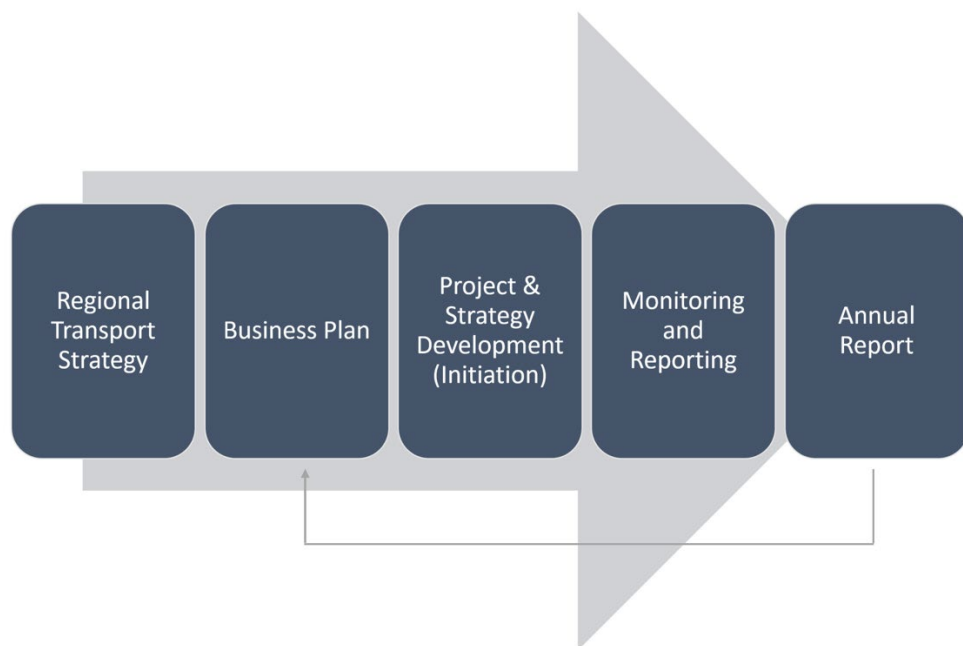 Regional
Transport
Strategy
Business Plan
Project &
Strategy
Development
(Initiation)
Monitoring
and
Reporting
Annual
Report